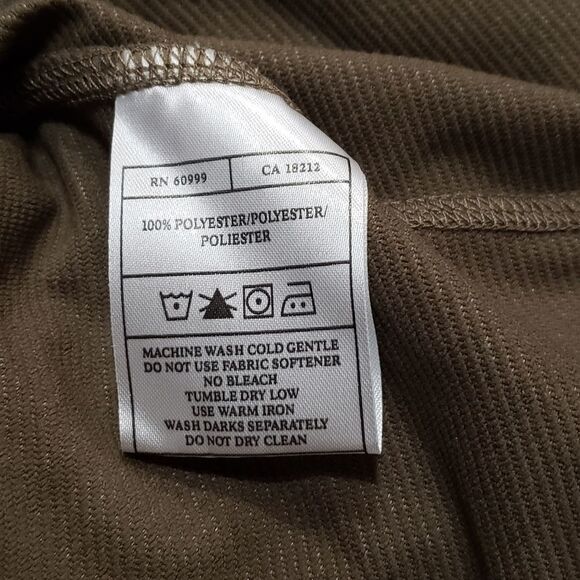 RN 60999
CA 18212
100% POLYESTER/POLYESTER/
POLIESTER
MACHINE WASH COLD GENTLE
DO NOT USE FABRIC SOFTENER
NO BLEACH
TUMBLE DRY LOW
USE WARM IRON
WASH DARKS SEPARATELY
DO NOT DRY CLEAN